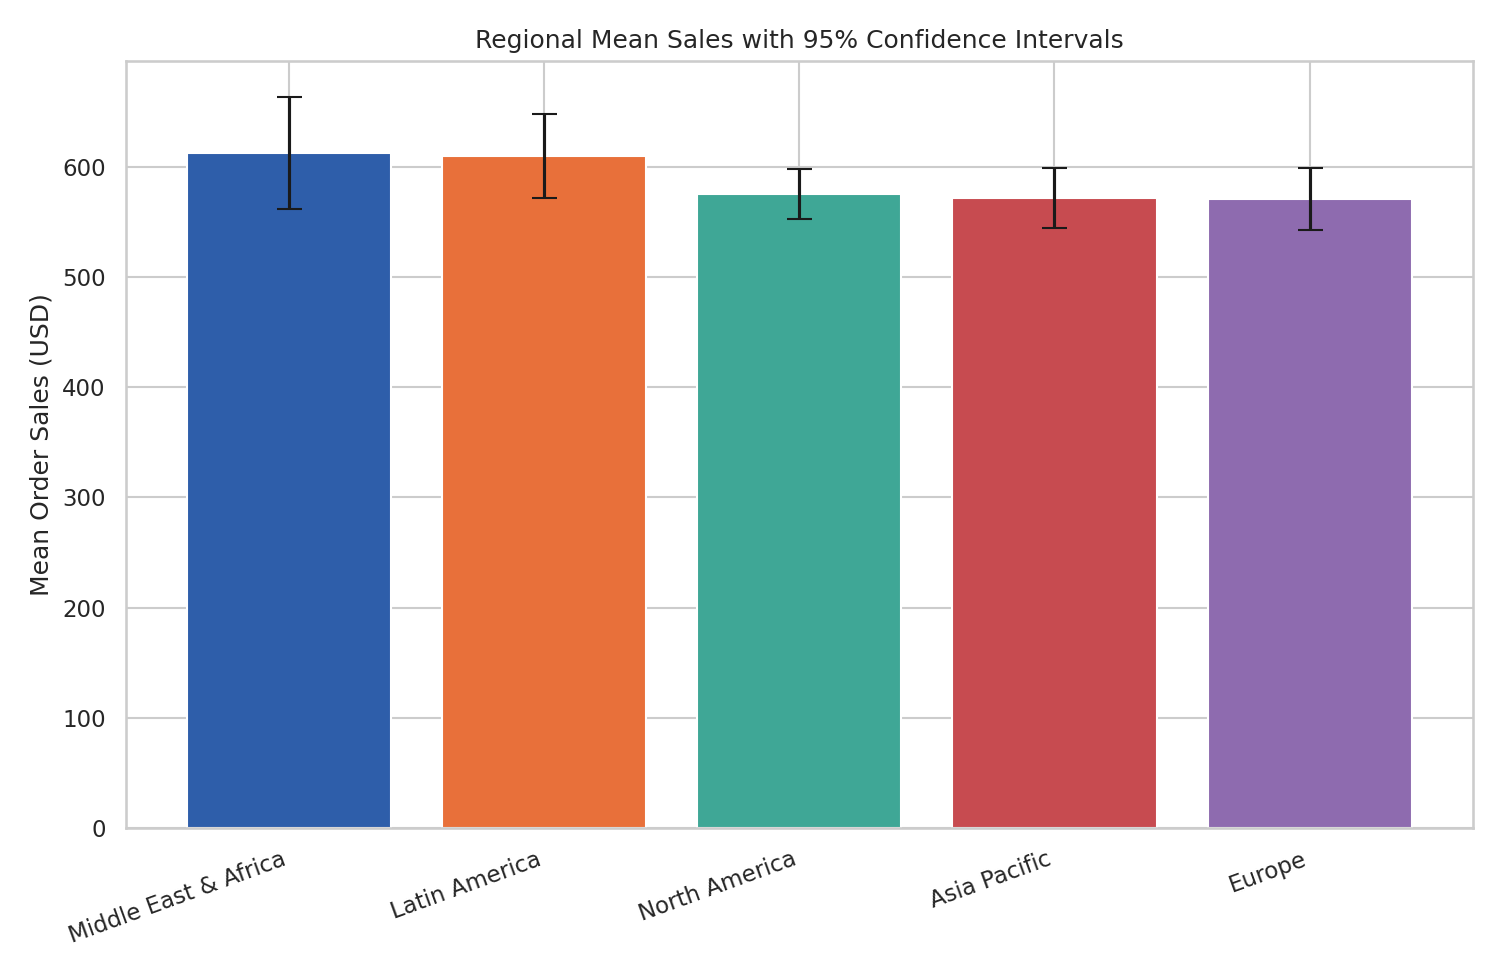 Regional Mean Sales with 95% Confidence Intervals
Mean Order Sales (USD)
600
500
400
300
200
100
0
Middle East & Africa
Latin America
North America
Asia Pacific
Europe